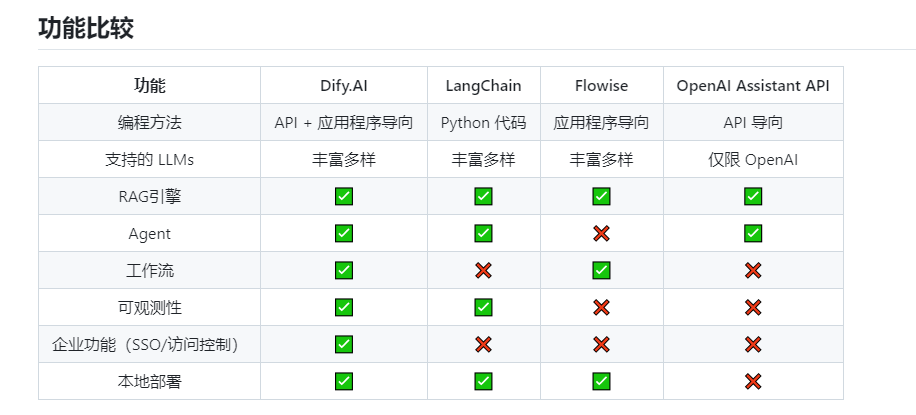 功能比较
功能 Dify.AI LangChain Flowise OpenAI Assistant API
编程方法 API + 应用程序导向 Python 代码 应用程序导向 API 导向
支持的 LLMs 丰富多样 丰富多样 丰富多样 仅限 OpenAI
RAG引擎 ✅ ✅ ✅ ✅
Agent ✅ ✅ ❌ ✅
工作流 ✅ ❌ ✅ ❌
可观测性 ✅ ✅ ❌ ❌
企业功能（SSO/访问控制） ✅ ❌ ❌ ❌
本地部署 ✅ ✅ ✅ ❌